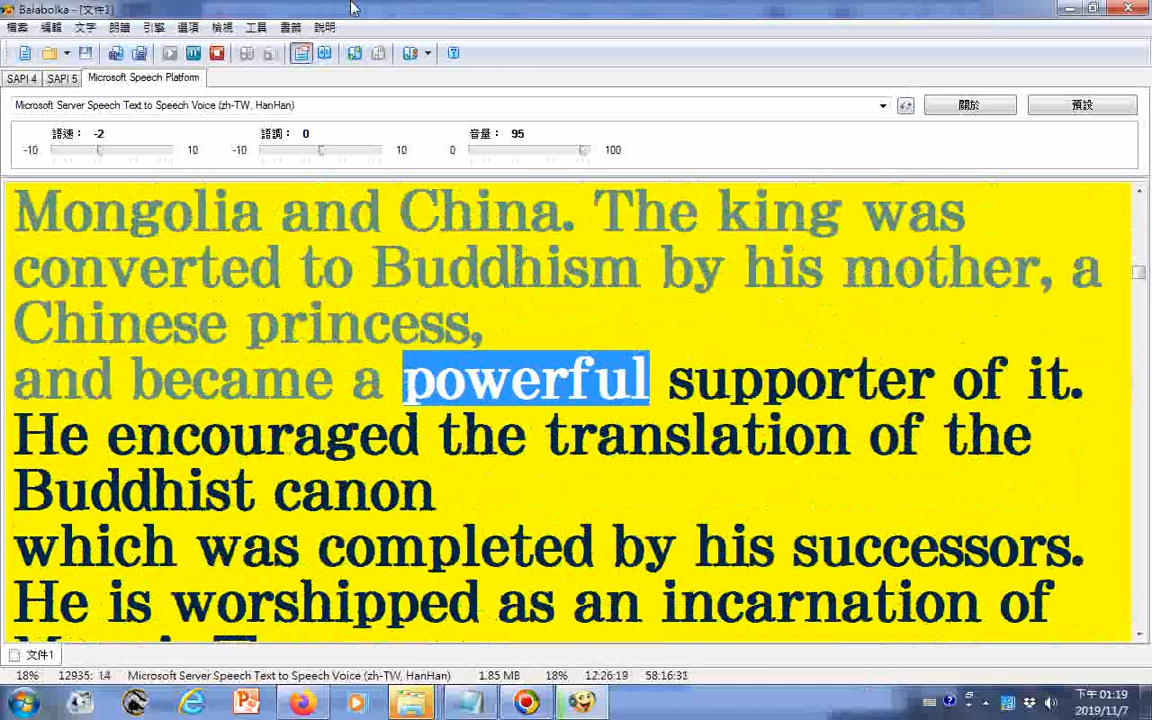 Balabolka - [文件1]
檔案 編輯 文字 朗讀 引擎 選項 檢視 工具 書籤 說明
SAPI 4 SAPI 5 Microsoft Speech Platform
Microsoft Server Speech Text to Speech Voice (zh-TW, HanHan) 關於 預設
語速： -2 語調： 0 音量： 95
-10 10 -10 10 0 100
Mongolia and China. The king was
converted to Buddhism by his mother, a
Chinese princess,
and became a powerful supporter of it.
He encouraged the translation of the
Buddhist canon
which was completed by his successors.
He is worshipped as an incarnation of
文件1
18% 12935: 14 Microsoft Server Speech Text to Speech Voice (zh-TW, HanHan) 1.85 MB 18% 12:26:19 58:16:31
下午 01:19
2019/11/7